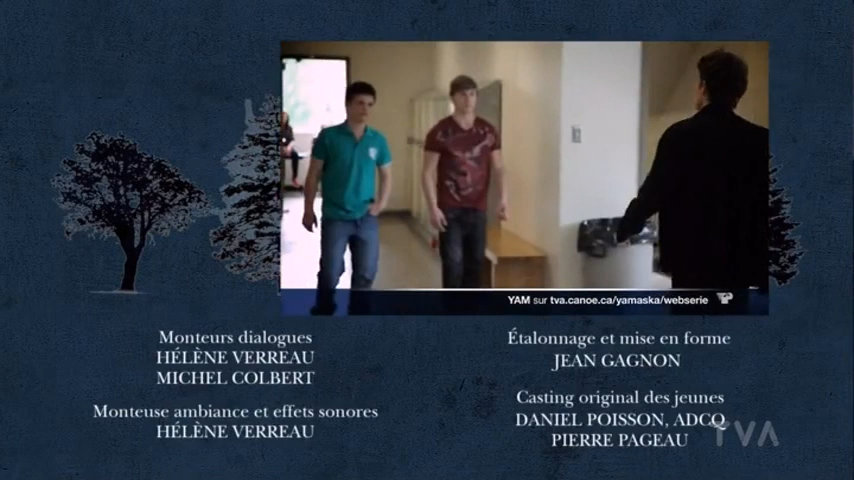 YAM sur tva.canoe.ca/yamaska/webserie
Monteurs dialogues
HÉLÈNE VERREAU
MICHEL COLBERT
Monteuse ambiance et effets sonores
HÉLÈNE VERREAU
Étalonnage et mise en forme
JEAN GAGNON
Casting original des jeunes
DANIEL POISSON, ADCQ
PIERRE PAGEAU
TVA